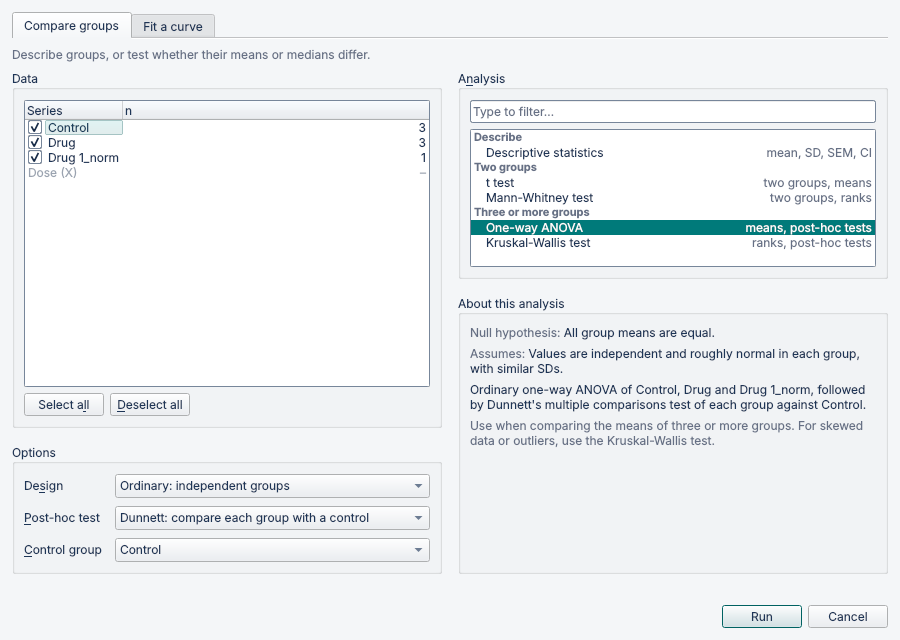 Compare groups
Fit a curve
Describe groups, or test whether their means or medians differ.
Data
Series n
Control 3
Drug 3
Drug 1_norm 1
Dose (X) –
Select all
Deselect all
Options
Design Ordinary: independent groups
Post-hoc test Dunnett: compare each group with a control
Control group Control
Analysis
Type to filter...
Describe
Descriptive statistics mean, SD, SEM, CI
Two groups
t test two groups, means
Mann-Whitney test two groups, ranks
Three or more groups
One-way ANOVA means, post-hoc tests
Kruskal-Wallis test ranks, post-hoc tests
About this analysis
Null hypothesis: All group means are equal.
Assumes: Values are independent and roughly normal in each group,
with similar SDs.
Ordinary one-way ANOVA of Control, Drug and Drug 1_norm, followed
by Dunnett's multiple comparisons test of each group against Control.
Use when comparing the means of three or more groups. For skewed
data or outliers, use the Kruskal-Wallis test.
Run
Cancel